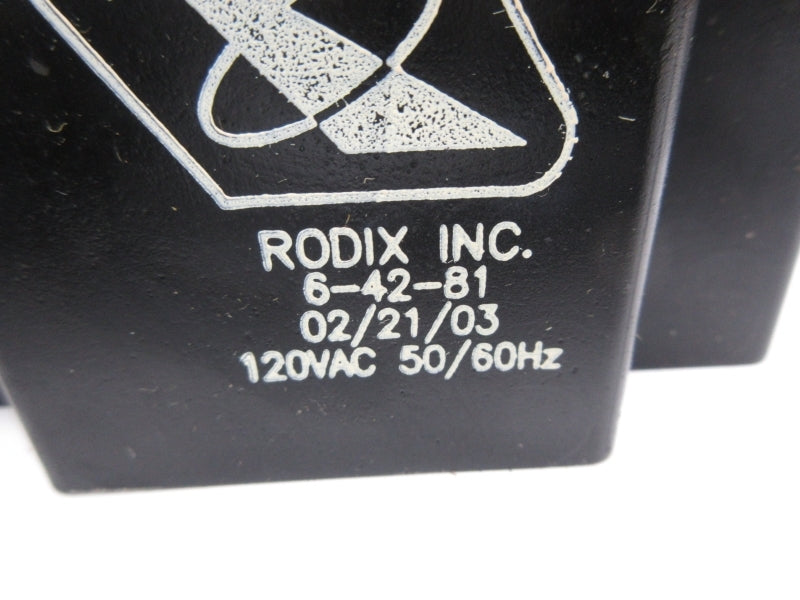 RODIX INC.
6-42-81
02/21/03
120VAC 50/60Hz